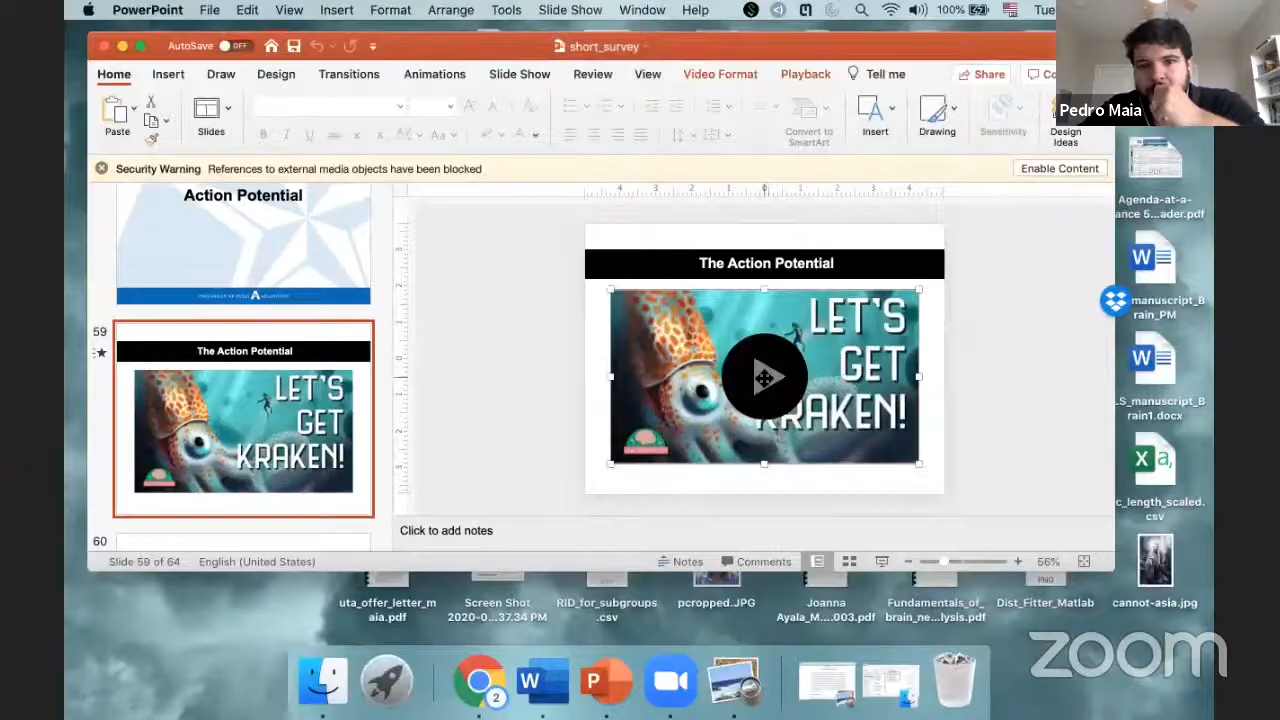 PowerPoint File Edit View Insert Format Arrange Tools Slide Show Window Help 100% Tue
AutoSave OFF short_survey
Home Insert Draw Design Transitions Animations Slide Show Review View Video Format Playback Tell me Share Co
Pedro Maia
Paste Slides Convert to SmartArt Insert Drawing Sensitivity Design Ideas
Security Warning References to external media objects have been blocked Enable Content
Action Potential
59
The Action Potential
LET'S
GET
KRAKEN!
60
The Action Potential
LET'S
GET
KRAKEN!
Click to add notes
Slide 59 of 64 English (United States) Notes Comments 56%
Agenda-at-a-
ance 5...ader.pdf
manuscript_B
rain_PM
LS_manuscript_B
rain1.docx
c_length_scaled.
csv
cannot-asia.jpg
uta_offer_letter_m
aia.pdf
Screen Shot
2020-0...37.34 PM
RID_for_subgroups
.csv
pcropped.JPG
Joanna
Ayala_M....003.pdf
Fundamentals_of_
brain_ne...lysis.pdf
Dist_Fitter_Matlab
zoom